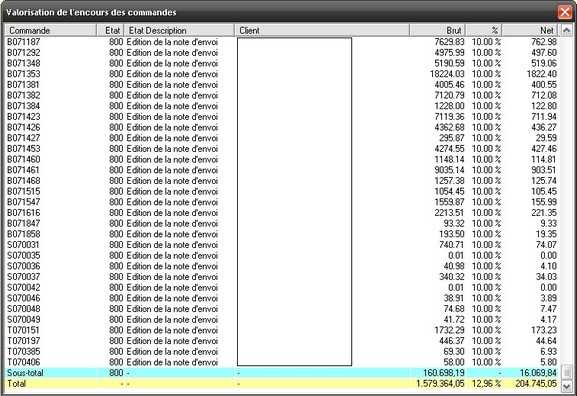 Valorisation de l'encours des commandes
Commande Etat Etat Description Client Brut % Net
B071187 800 Edition de la note d'envoi 7629.83 10.00 % 762.98
B071292 800 Edition de la note d'envoi 4975.99 10.00 % 497.60
B071348 800 Edition de la note d'envoi 5190.59 10.00 % 519.06
B071353 800 Edition de la note d'envoi 18224.03 10.00 % 1822.40
B071381 800 Edition de la note d'envoi 4005.46 10.00 % 400.55
B071382 800 Edition de la note d'envoi 7120.79 10.00 % 712.08
B071384 800 Edition de la note d'envoi 1228.00 10.00 % 122.80
B071423 800 Edition de la note d'envoi 7119.36 10.00 % 711.94
B071426 800 Edition de la note d'envoi 4362.68 10.00 % 436.27
B071427 800 Edition de la note d'envoi 295.87 10.00 % 29.59
B071453 800 Edition de la note d'envoi 4274.55 10.00 % 427.46
B071460 800 Edition de la note d'envoi 1148.14 10.00 % 114.81
B071461 800 Edition de la note d'envoi 9035.14 10.00 % 903.51
B071468 800 Edition de la note d'envoi 1257.38 10.00 % 125.74
B071515 800 Edition de la note d'envoi 1054.45 10.00 % 105.45
B071547 800 Edition de la note d'envoi 1559.87 10.00 % 155.99
B071616 800 Edition de la note d'envoi 2213.51 10.00 % 221.35
B071847 800 Edition de la note d'envoi 93.32 10.00 % 9.33
B071858 800 Edition de la note d'envoi 193.50 10.00 % 19.35
S070031 800 Edition de la note d'envoi 740.71 10.00 % 74.07
S070035 800 Edition de la note d'envoi 0.01 10.00 % 0.00
S070036 800 Edition de la note d'envoi 40.98 10.00 % 4.10
S070037 800 Edition de la note d'envoi 340.32 10.00 % 34.03
S070042 800 Edition de la note d'envoi 0.01 10.00 % 0.00
S070046 800 Edition de la note d'envoi 38.91 10.00 % 3.89
S070048 800 Edition de la note d'envoi 74.68 10.00 % 7.47
S070049 800 Edition de la note d'envoi 41.72 10.00 % 4.17
T070151 800 Edition de la note d'envoi 1732.29 10.00 % 173.23
T070197 800 Edition de la note d'envoi 446.37 10.00 % 44.64
T070385 800 Edition de la note d'envoi 69.30 10.00 % 6.93
T070406 800 Edition de la note d'envoi 58.00 10.00 % 5.80
Sous-total 800 - - 160.698,19 - 16.069,84
Total - - - 1.579.364,05 12,96 % 204.745,05